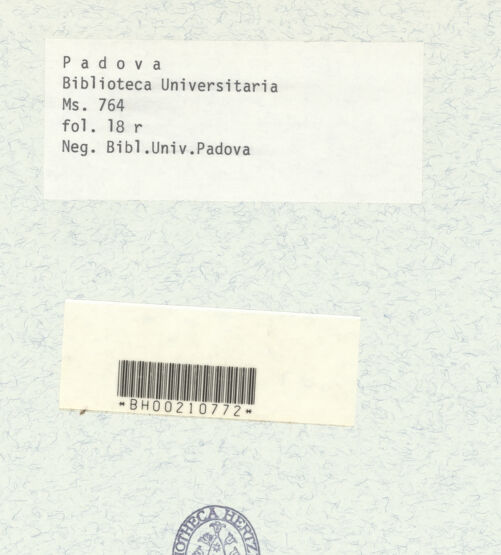 P a d o v a
Biblioteca Universitaria
Ms. 764
fol. 18 r
Neg. Bibl.Univ.Padova
*BH00210772*